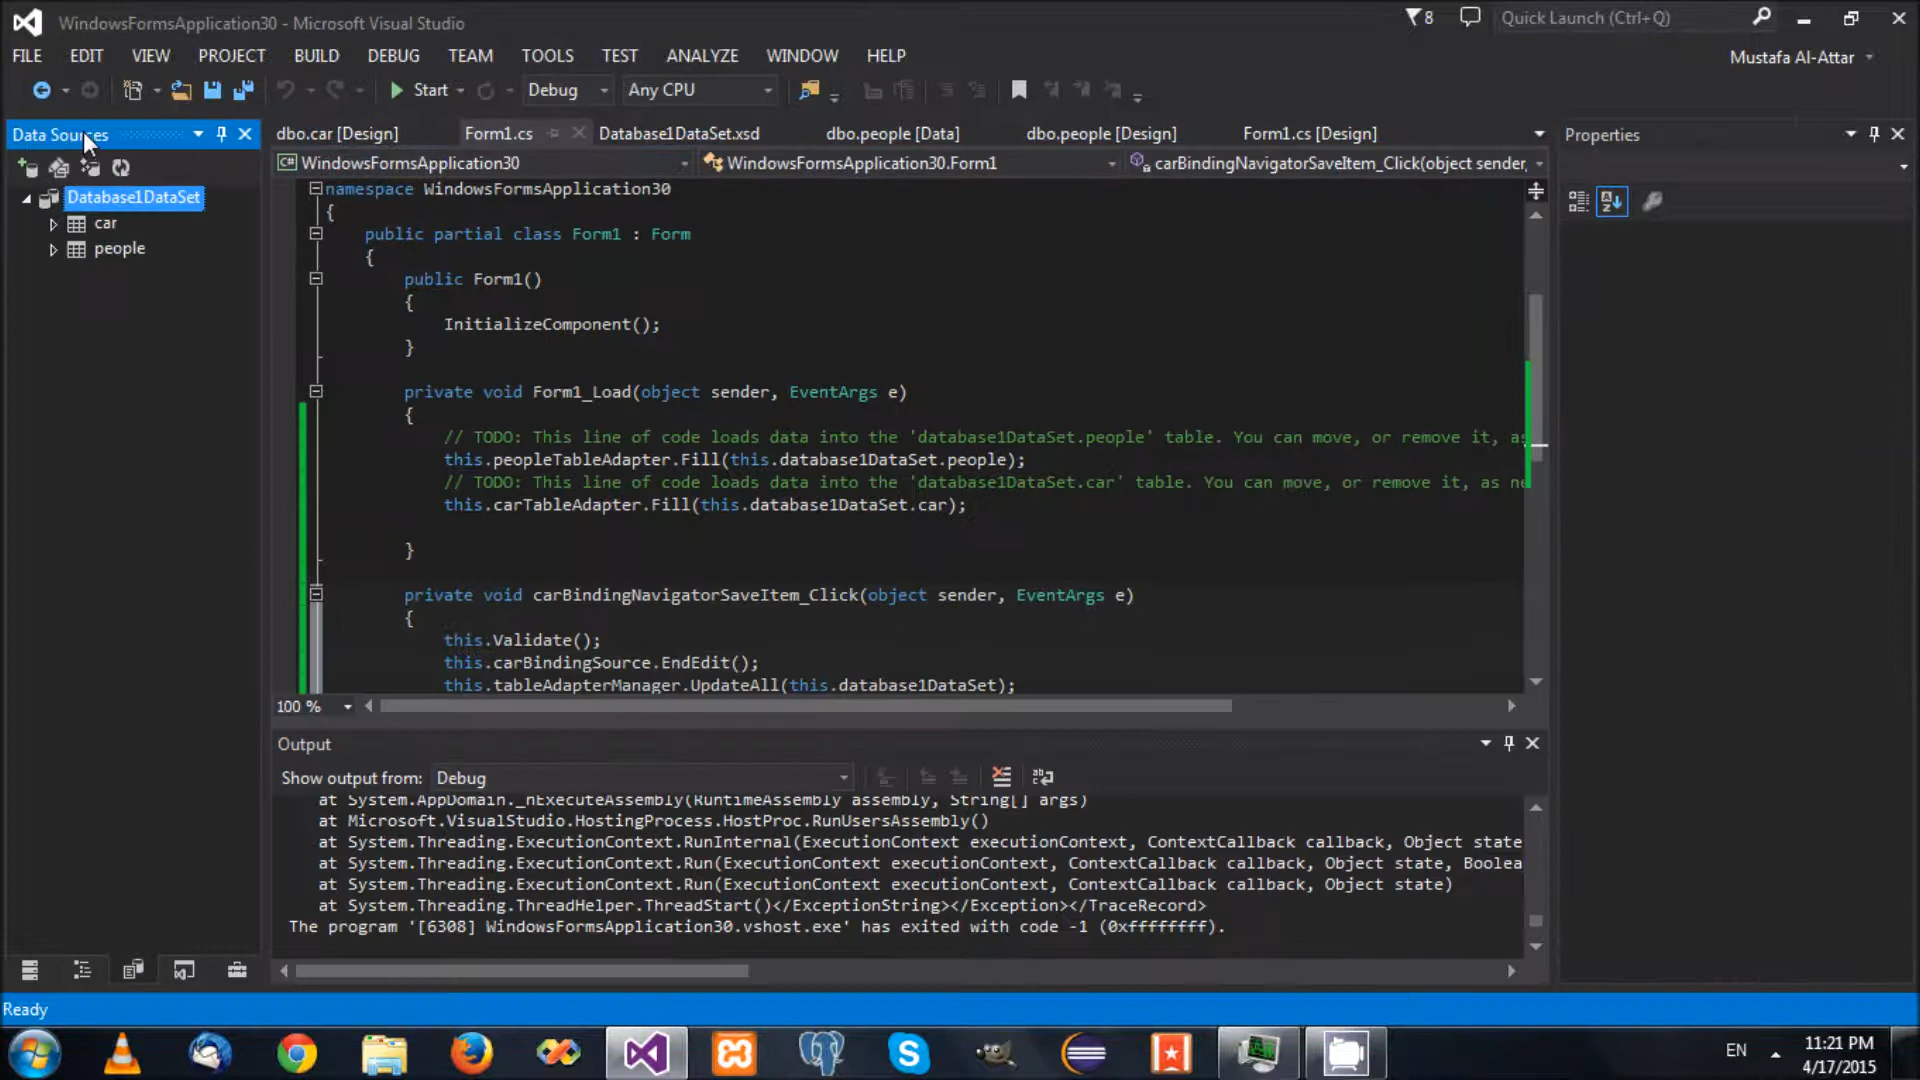 WindowsFormsApplication30 - Microsoft Visual Studio
8
Quick Launch (Ctrl+Q)
FILE EDIT VIEW PROJECT BUILD DEBUG TEAM TOOLS TEST ANALYZE WINDOW HELP
Mustafa Al-Attar
Start
Debug
Any CPU
Data Sources
Database1DataSet
car
people
dbo.car [Design]
Form1.cs
Database1DataSet.xsd
dbo.people [Data]
dbo.people [Design]
Form1.cs [Design]
C# WindowsFormsApplication30
WindowsFormsApplication30.Form1
carBindingNavigatorSaveItem_Click(object sender,
namespace WindowsFormsApplication30
{
public partial class Form1 : Form
{
public Form1()
{
InitializeComponent();
}
private void Form1_Load(object sender, EventArgs e)
{
// TODO: This line of code loads data into the 'database1DataSet.people' table. You can move, or remove it, as
this.peopleTableAdapter.Fill(this.database1DataSet.people);
// TODO: This line of code loads data into the 'database1DataSet.car' table. You can move, or remove it, as ne
this.carTableAdapter.Fill(this.database1DataSet.car);
}
private void carBindingNavigatorSaveItem_Click(object sender, EventArgs e)
{
this.Validate();
this.carBindingSource.EndEdit();
this.tableAdapterManager.UpdateAll(this.database1DataSet);
100 %
Output
Show output from: Debug
at System.AppDomain._nExecuteAssembly(RuntimeAssembly assembly, String[] args)
at Microsoft.VisualStudio.HostingProcess.HostProc.RunUsersAssembly()
at System.Threading.ExecutionContext.RunInternal(ExecutionContext executionContext, ContextCallback callback, Object state
at System.Threading.ExecutionContext.Run(ExecutionContext executionContext, ContextCallback callback, Object state, Boolea
at System.Threading.ExecutionContext.Run(ExecutionContext executionContext, ContextCallback callback, Object state)
at System.Threading.ThreadHelper.ThreadStart()</ExceptionString></Exception></TraceRecord>
The program '[6308] WindowsFormsApplication30.vshost.exe' has exited with code -1 (0xffffffff).
Properties
Ready
EN
11:21 PM
4/17/2015